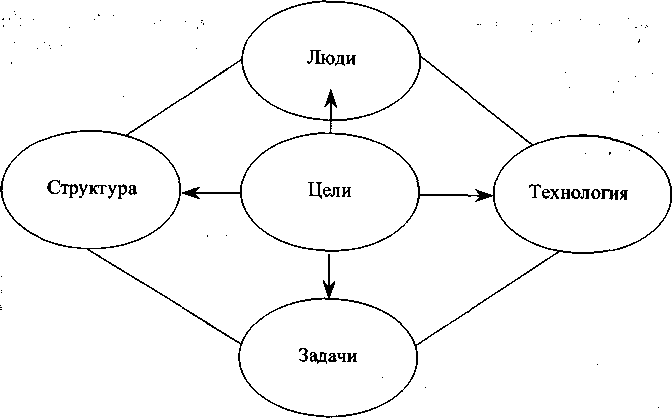 Люди
Структура
Цели
Технология
Задачи